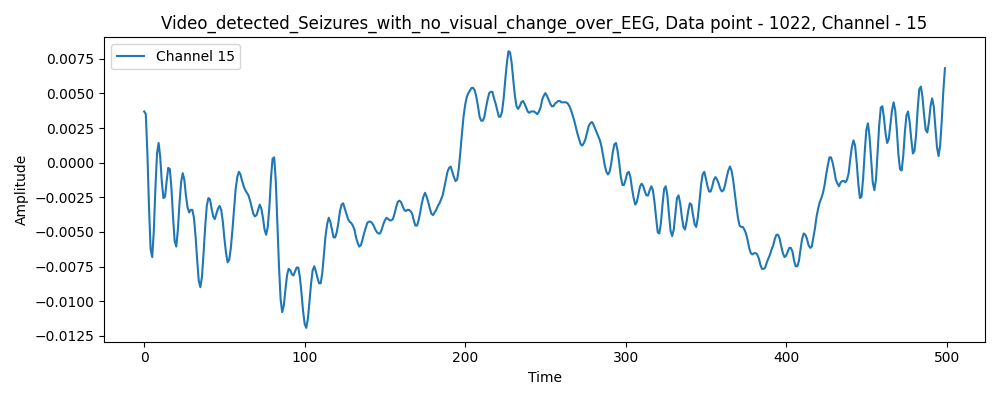 Video_detected_Seizures_with_no_visual_change_over_EEG, Data point - 1022, Channel - 15
Channel 15
0.0075
0.0050
0.0025
0.0000
−0.0025
−0.0050
−0.0075
−0.0100
−0.0125
Amplitude
0 100 200 300 400 500
Time